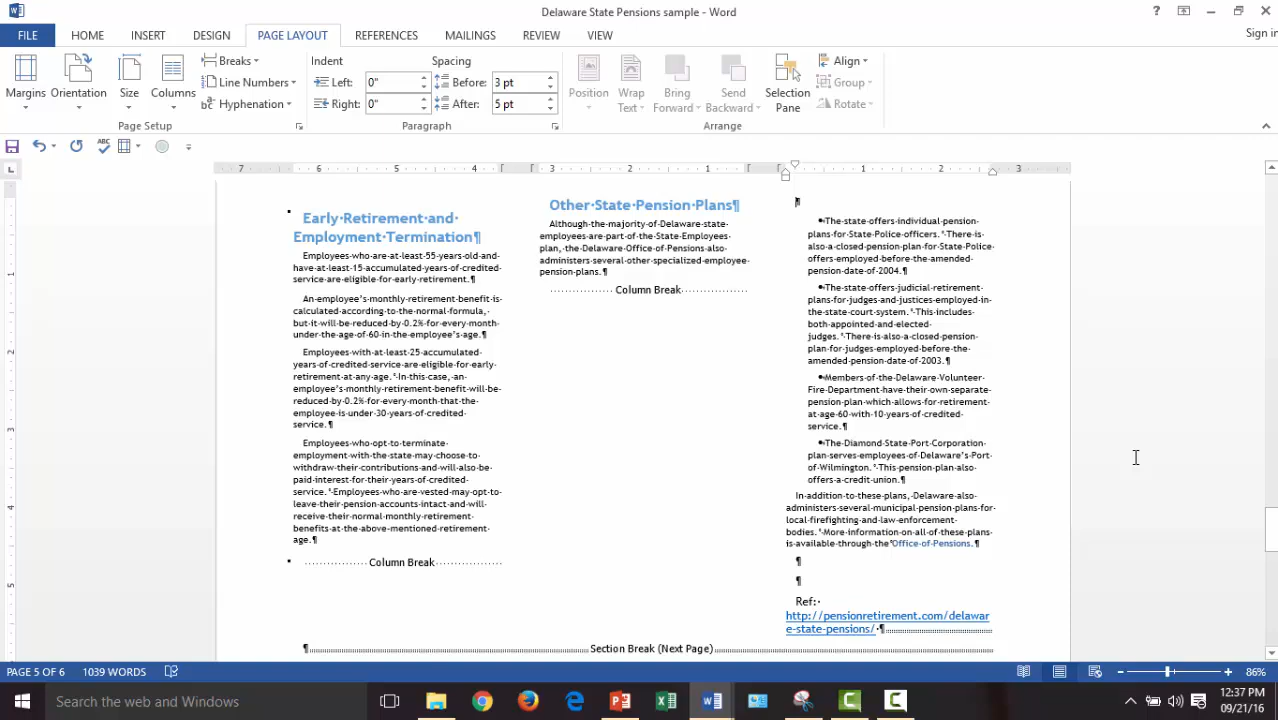 Delaware State Pensions sample - Word
Sign in
FILE HOME INSERT DESIGN PAGE LAYOUT REFERENCES MAILINGS REVIEW VIEW
Margins
Orientation
Size
Columns
Breaks
Line Numbers
Hyphenation
Page Setup
Indent
Left: 0"
Right: 0"
Spacing
Before: 3 pt
After: 5 pt
Paragraph
Position
Wrap Text
Bring Forward
Send Backward
Selection Pane
Align
Group
Rotate
Arrange
7 6 5 4 3 2 1 1 2 3
Early·Retirement·and·
Employment·Termination¶
Employees·who·are·at·least·55·years·old·and·
have·at·least·15·accumulated·years·of·credited·
service·are·eligible·for·early·retirement.¶
An·employee's·monthly·retirement·benefit·is·
calculated·according·to·the·normal·formula,·
but·it·will·be·reduced·by·0.2%·for·every·month·
under·the·age·of·60·in·the·employee's·age.¶
Employees·with·at·least·25·accumulated·
years·of·credited·service·are·eligible·for·early·
retirement·at·any·age.°·In·this·case,·an·
employee's·monthly·retirement·benefit·will·be·
reduced·by·0.2%·for·every·month·that·the·
employee·is·under·30·years·of·credited·
service.¶
Employees·who·opt·to·terminate·
employment·with·the·state·may·choose·to·
withdraw·their·contributions·and·will·also·be·
paid·interest·for·their·years·of·credited·
service.°·Employees·who·are·vested·may·opt·to·
leave·their·pension·accounts·intact·and·will·
receive·their·normal·monthly·retirement·
benefits·at·the·above-mentioned·retirement·
age.¶
Column Break
Other·State·Pension·Plans¶
Although·the·majority·of·Delaware·state·
employees·are·part·of·the·State·Employees·
plan,·the·Delaware·Office·of·Pensions·also·
administers·several·other·specialized·employee·
pension·plans.¶
Column Break
¶
•The·state·offers·individual·pension·
plans·for·State·Police·officers.°·There·is·
also·a·closed·pension·plan·for·State·Police·
offers·employed·before·the·amended·
pension·date·of·2004.¶
•The·state·offers·judicial·retirement·
plans·for·judges·and·justices·employed·in·
the·state·court·system.°·This·includes·
both·appointed·and·elected·
judges.°·There·is·also·a·closed·pension·
plan·for·judges·employed·before·the·
amended·pension·date·of·2003.¶
•Members·of·the·Delaware·Volunteer·
Fire·Department·have·their·own·separate·
pension·plan·which·allows·for·retirement·
at·age·60·with·10·years·of·credited·
service.¶
•The·Diamond·State·Port·Corporation·
plan·serves·employees·of·Delaware's·Port·
of·Wilmington.°·This·pension·plan·also·
offers·a·credit·union.¶
In·addition·to·these·plans,·Delaware·also·
administers·several·municipal·pension·plans·for·
local·firefighting·and·law·enforcement·
bodies.°·More·information·on·all·of·these·plans·
is·available·through·the°Office·of·Pensions.¶
¶
¶
Ref:·
http://pensionretirement.com/delawar
e-state-pensions/·¶
¶ Section Break (Next Page)
1
2
3
4
5
PAGE 5 OF 6 1039 WORDS 86%
Search the web and Windows
12:37 PM
09/21/16